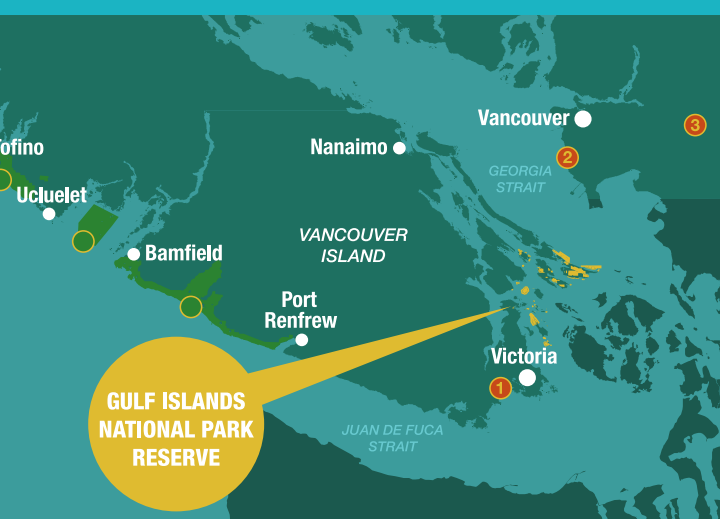 Vancouver
3
2
ofino
Nanaimo
GEORGIA
STRAIT
Ucluelet
VANCOUVER
ISLAND
Bamfield
Port
Renfrew
Victoria
1
GULF ISLANDS
NATIONAL PARK
RESERVE
JUAN DE FUCA
STRAIT